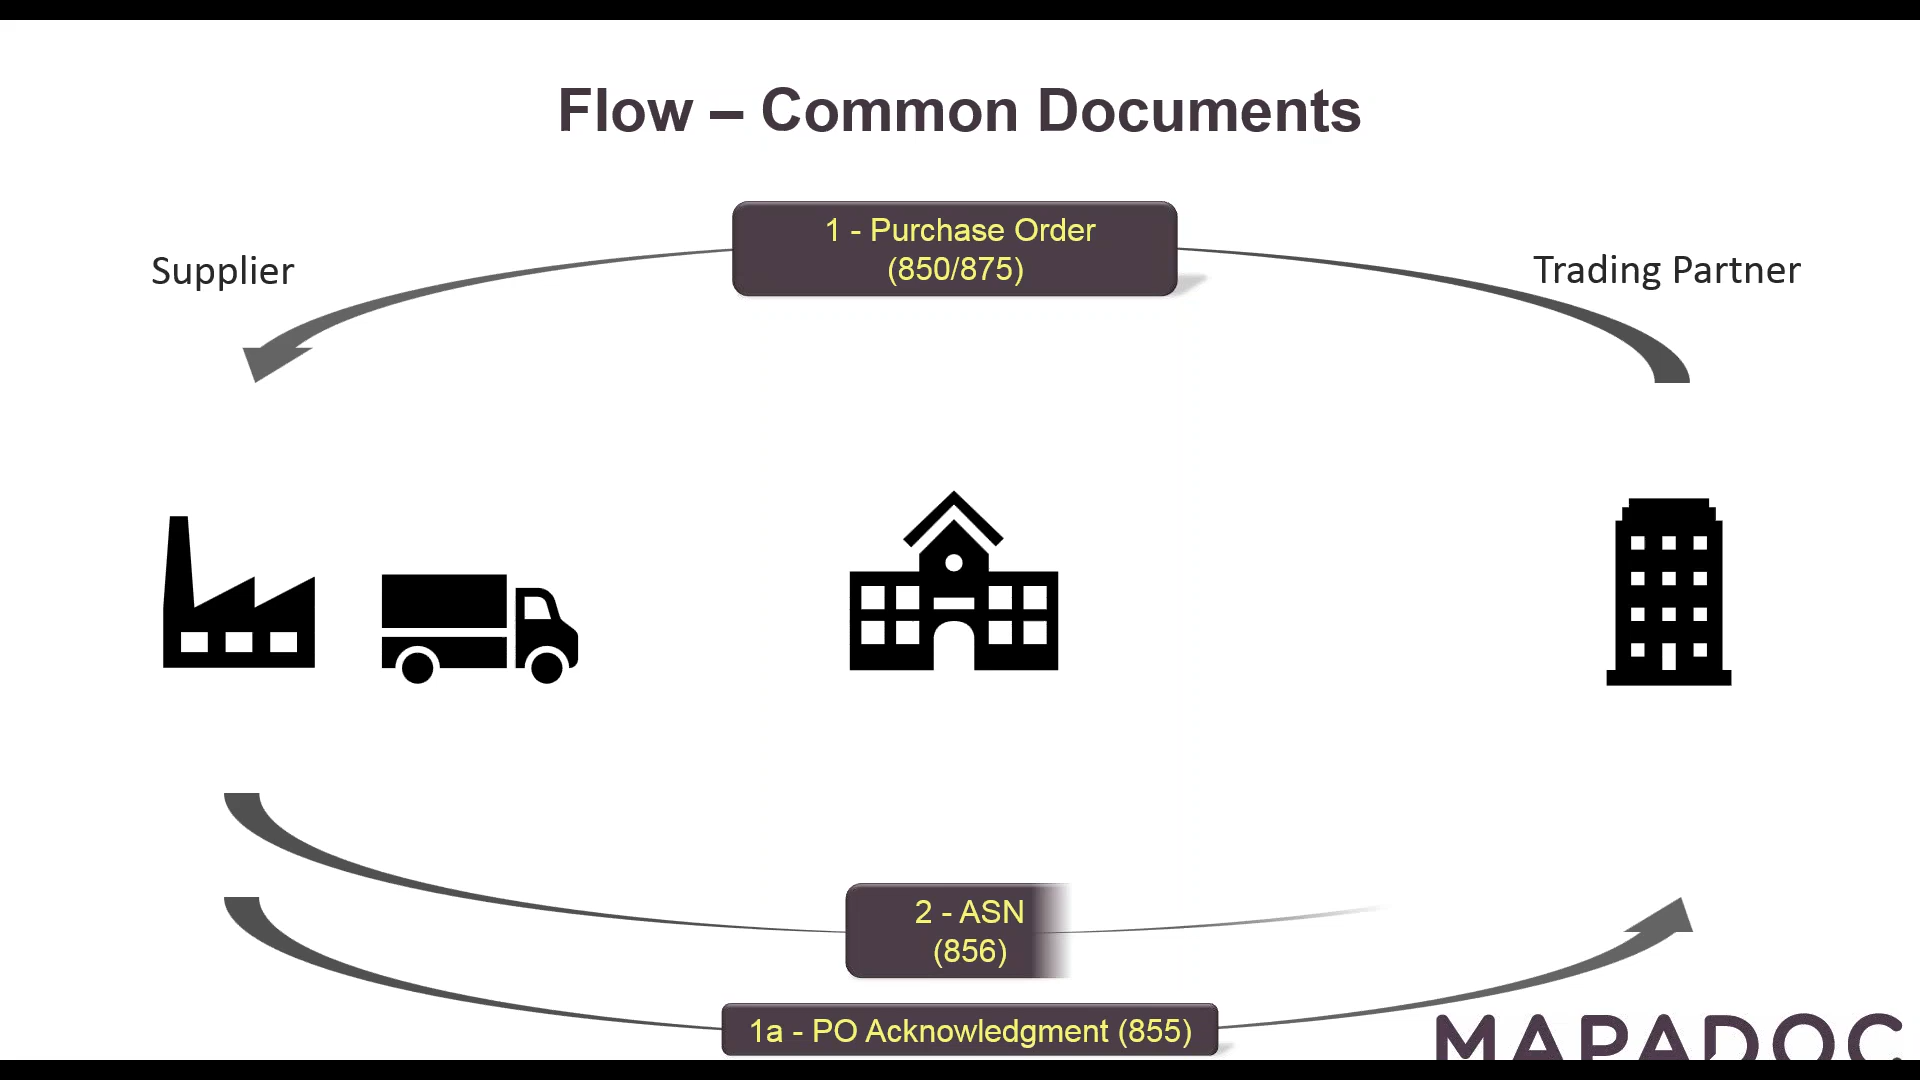 Flow – Common Documents
1 - Purchase Order
(850/875)
Supplier
Trading Partner
2 - ASN
(856)
1a - PO Acknowledgment (855)
MAPADOC